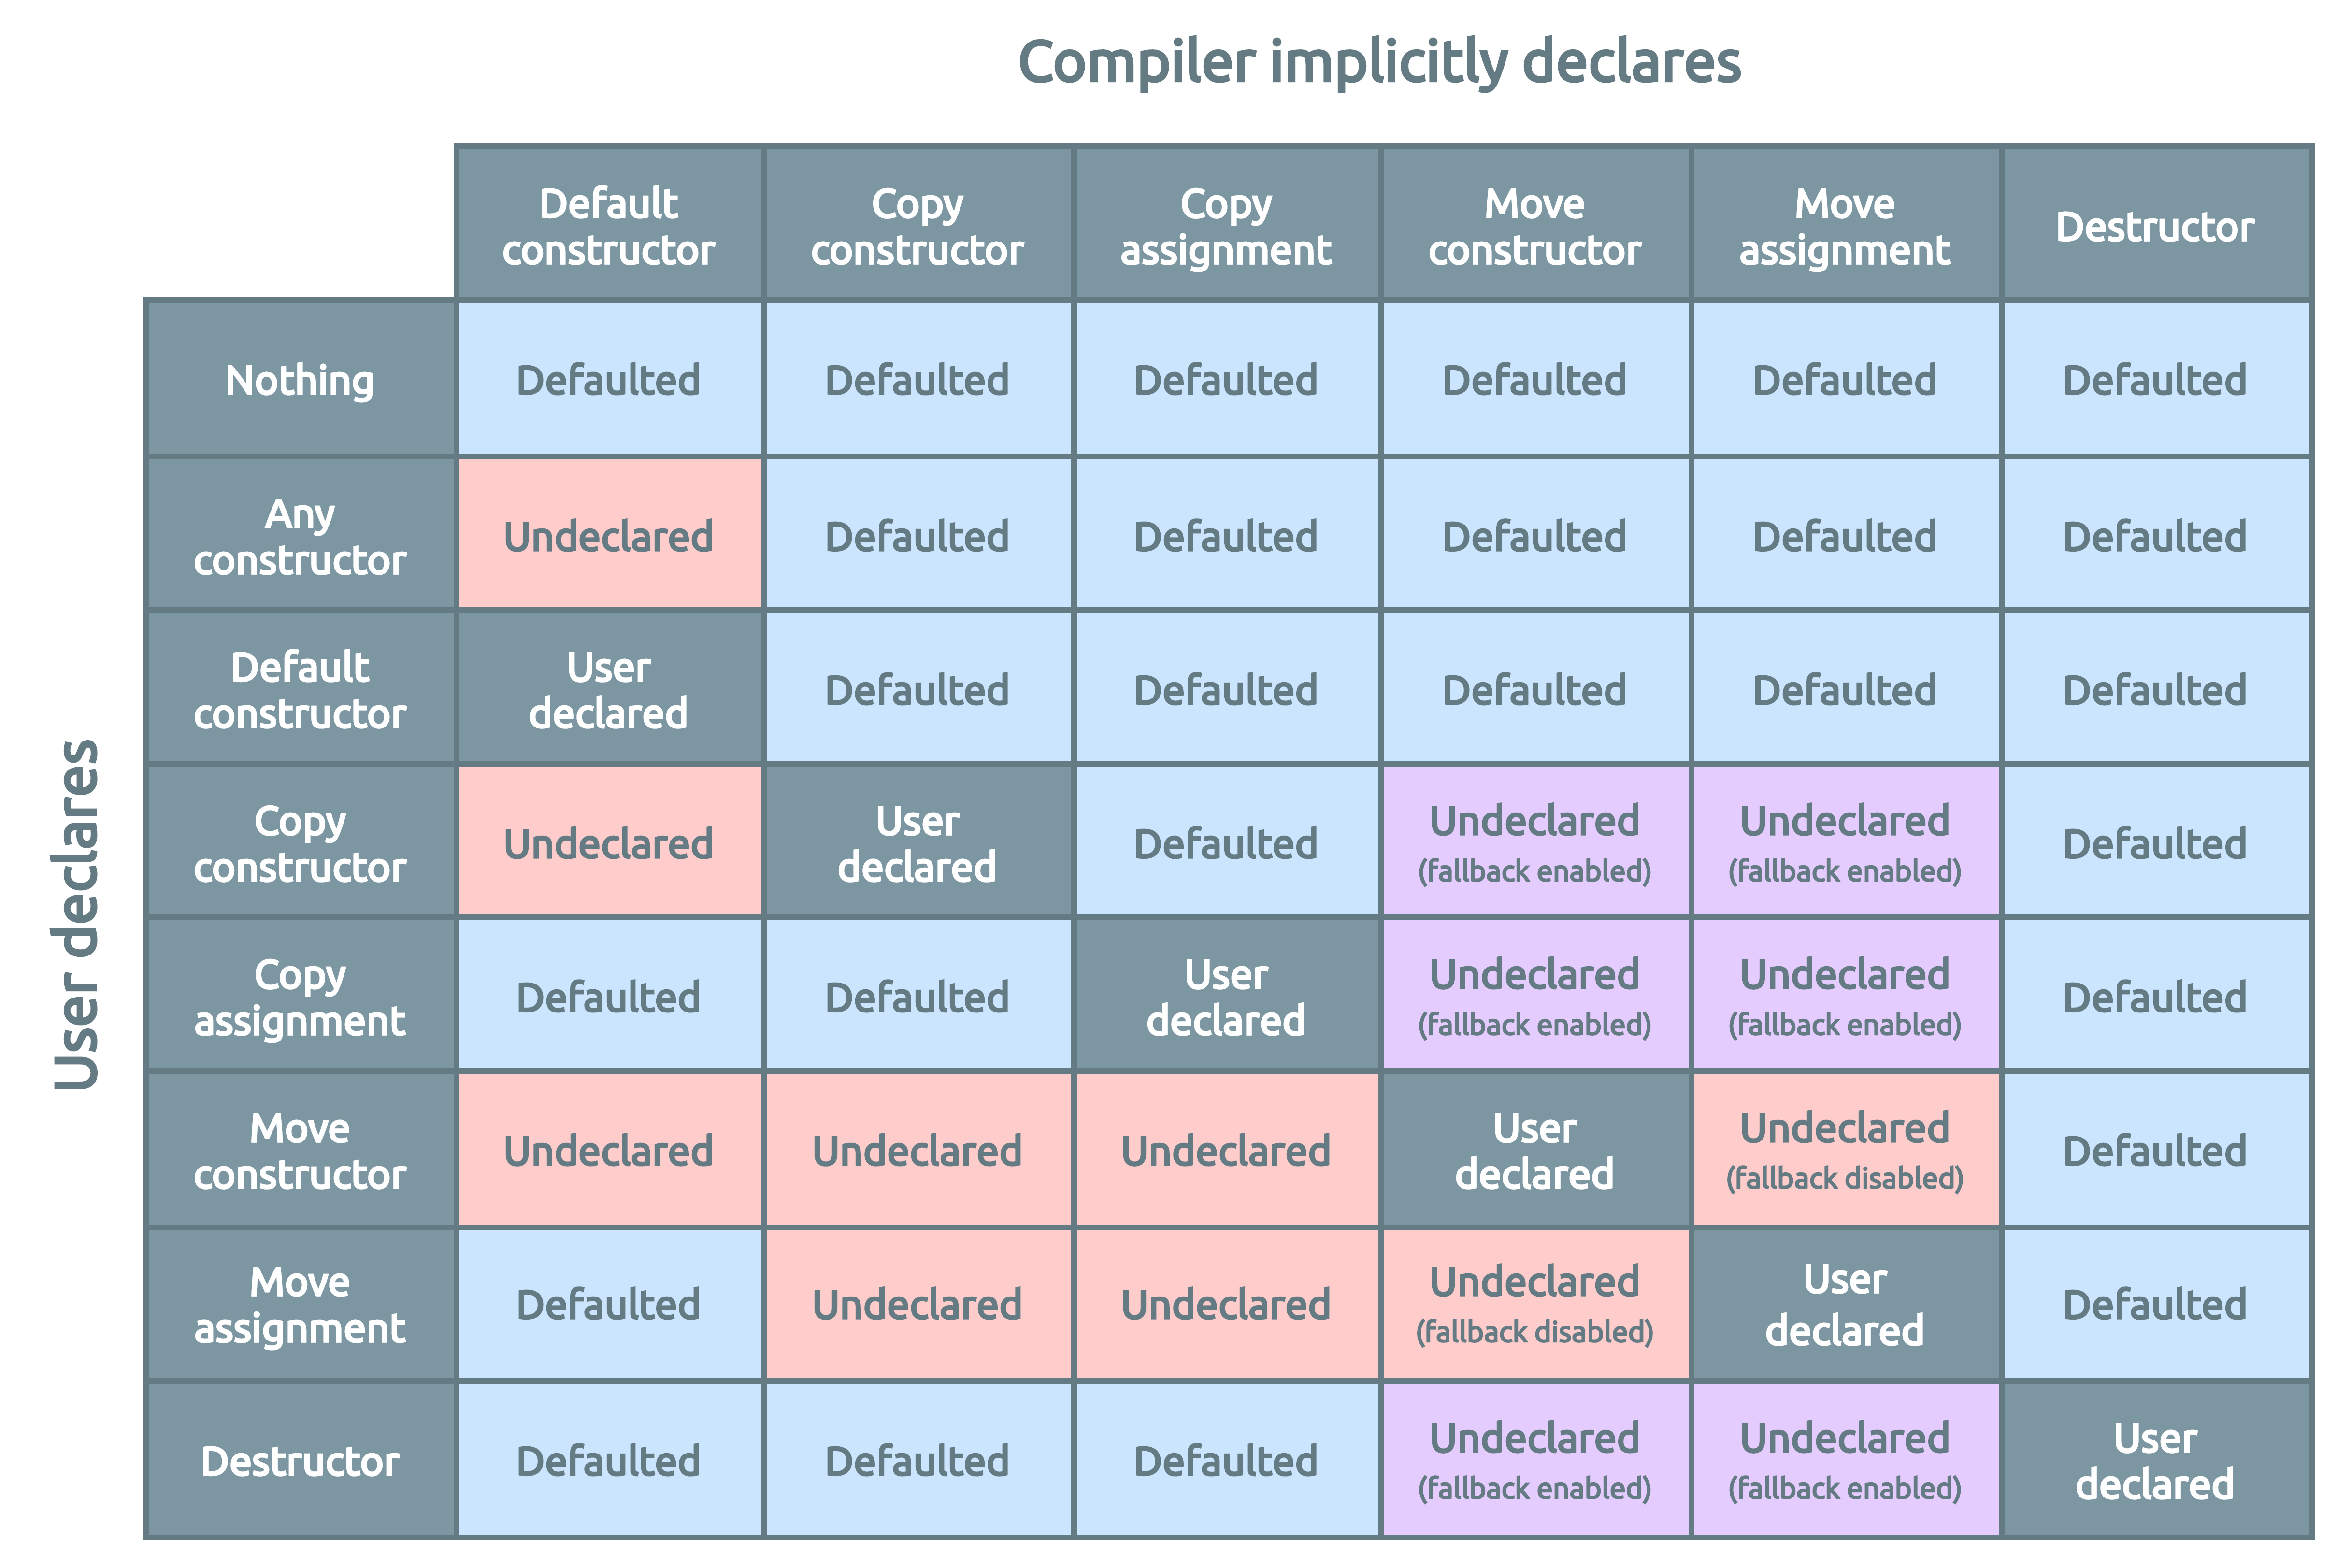 Compiler implicitly declares
Default
constructor
Copy
constructor
Copy
assignment
Move
constructor
Move
assignment
Destructor
User declares
Nothing
Defaulted
Defaulted
Defaulted
Defaulted
Defaulted
Defaulted
Any
constructor
Undeclared
Defaulted
Defaulted
Defaulted
Defaulted
Defaulted
Default
constructor
User
declared
Defaulted
Defaulted
Defaulted
Defaulted
Defaulted
Copy
constructor
Undeclared
User
declared
Defaulted
Undeclared
(fallback enabled)
Undeclared
(fallback enabled)
Defaulted
Copy
assignment
Defaulted
Defaulted
User
declared
Undeclared
(fallback enabled)
Undeclared
(fallback enabled)
Defaulted
Move
constructor
Undeclared
Undeclared
Undeclared
User
declared
Undeclared
(fallback disabled)
Defaulted
Move
assignment
Defaulted
Undeclared
Undeclared
Undeclared
(fallback disabled)
User
declared
Defaulted
Destructor
Defaulted
Defaulted
Defaulted
Undeclared
(fallback enabled)
Undeclared
(fallback enabled)
User
declared